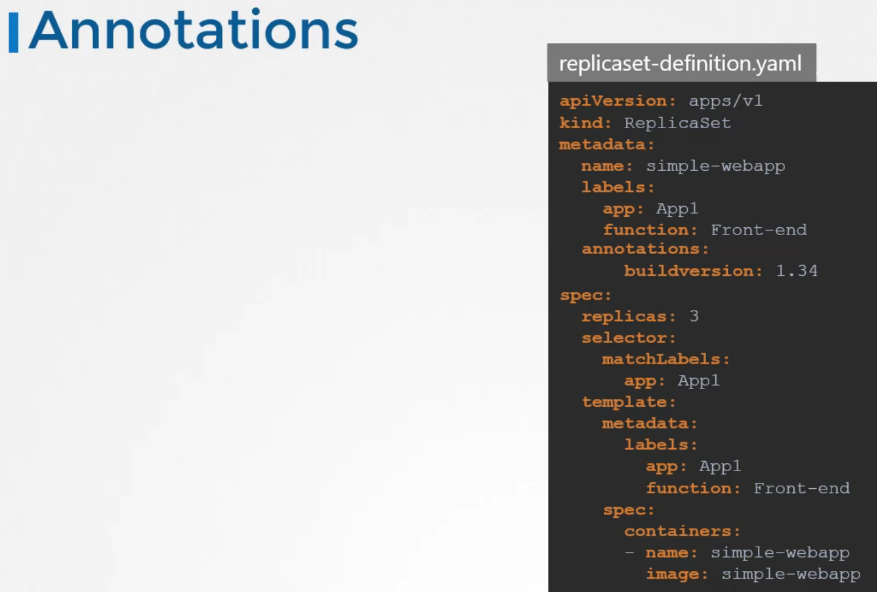 Annotations
replicaset-definition.yaml
apiVersion: apps/v1
kind: ReplicaSet
metadata:
  name: simple-webapp
  labels:
    app: App1
    function: Front-end
  annotations:
      buildversion: 1.34
spec:
  replicas: 3
  selector:
    matchLabels:
      app: App1
  template:
    metadata:
      labels:
        app: App1
        function: Front-end
    spec:
      containers:
      - name: simple-webapp
        image: simple-webapp